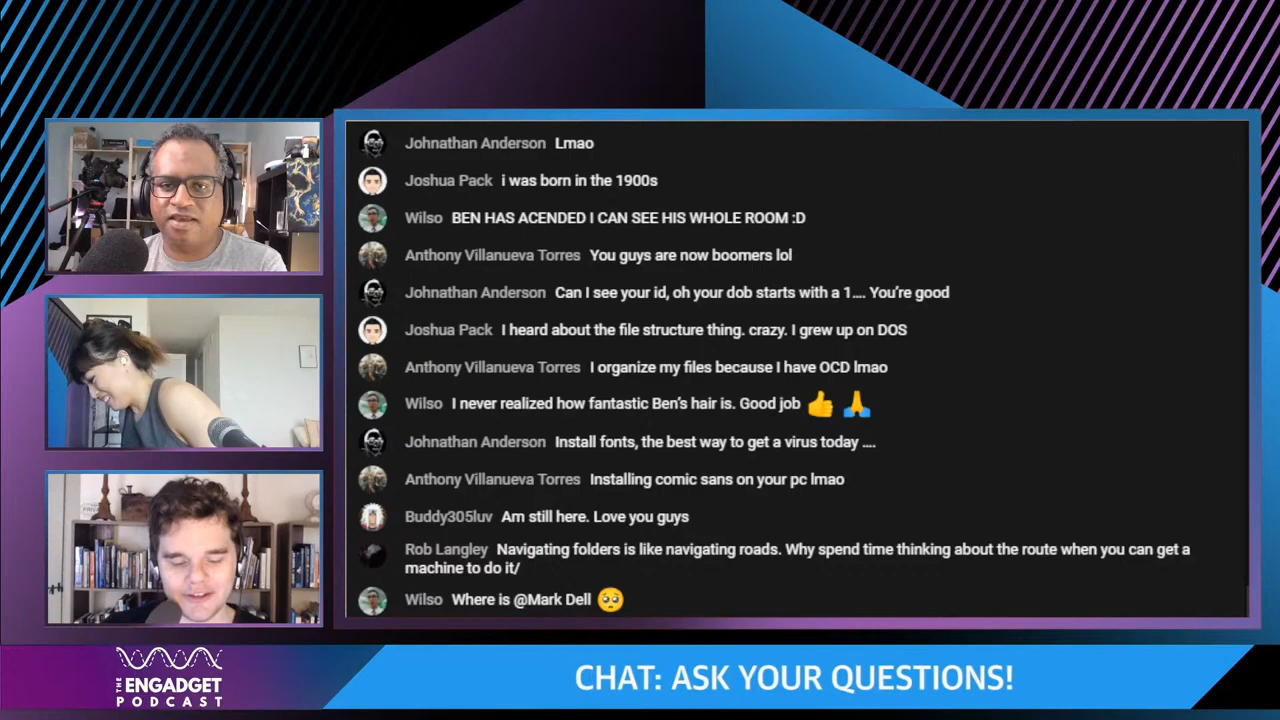 Johnathan Anderson Lmao
Joshua Pack i was born in the 1900s
Wilso BEN HAS ACENDED I CAN SEE HIS WHOLE ROOM :D
Anthony Villanueva Torres You guys are now boomers lol
Johnathan Anderson Can I see your id, oh your dob starts with a 1.... You're good
Joshua Pack I heard about the file structure thing. crazy. I grew up on DOS
Anthony Villanueva Torres I organize my files because I have OCD lmao
Wilso I never realized how fantastic Ben's hair is. Good job 👍 🙏
Johnathan Anderson Install fonts, the best way to get a virus today ....
Anthony Villanueva Torres Installing comic sans on your pc lmao
Buddy305luv Am still here. Love you guys
Rob Langley Navigating folders is like navigating roads. Why spend time thinking about the route when you can get a
machine to do it/
Wilso Where is @Mark Dell 🥺
THE
ENGADGET
PODCAST
CHAT: ASK YOUR QUESTIONS!